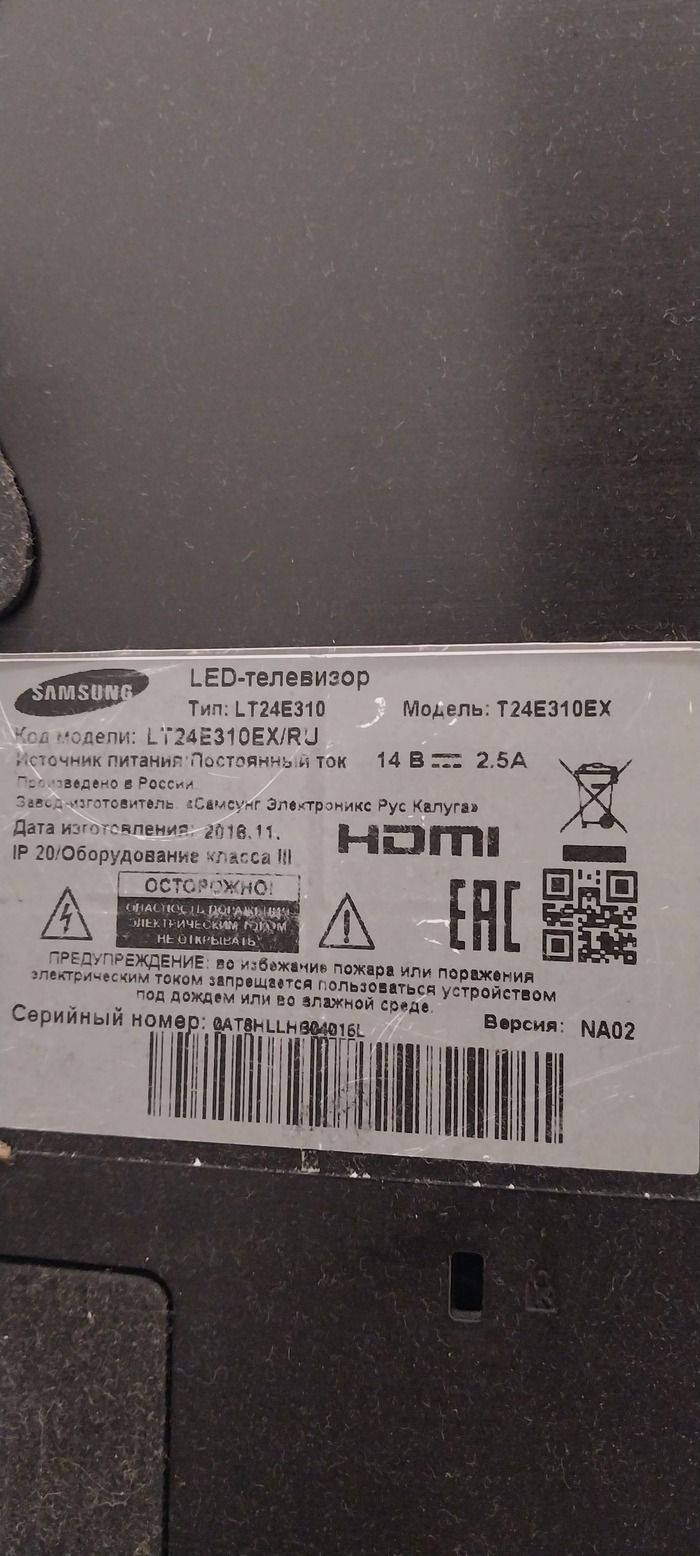 SAMSUNG
LED-телевизор
Тип: LT24E310 Модель: T24E310EX
Код модели: LT24E310EX/RU
Источник питания:Постоянный ток 14 В 2.5A
Произведено в России.
Завод-изготовитель: «Самсунг Электроникс Рус Калуга»
Дата изготовления: 2016.11.
HDMI
IP 20/Оборудование класса III
ОСТОРОЖНО!
ОПАСНОСТЬ ПОРАЖЕНИЯ
ЭЛЕКТРИЧЕСКИМ ТОКОМ
НЕ ОТКРЫВАТЬ
EAC
ПРЕДУПРЕЖДЕНИЕ: во избежание пожара или поражения
электрическим током запрещается пользоваться устройством
под дождем или во влажной среде.
Серийный номер: 0AT8HLLHB04016L Версия: NA02